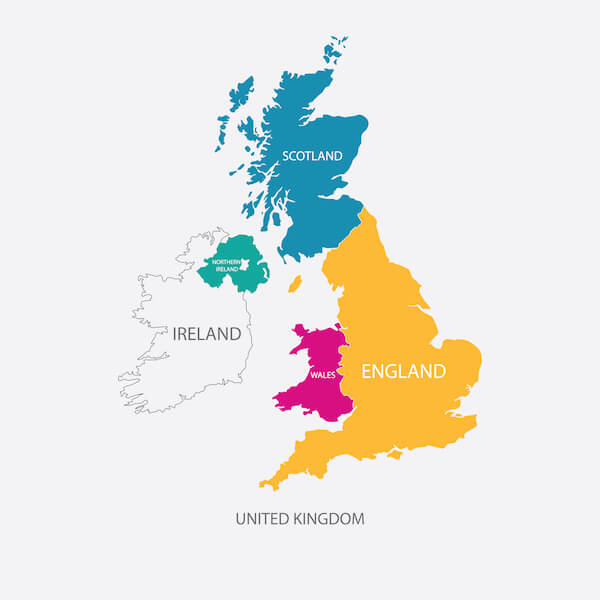 SCOTLAND
NORTHERN
IRELAND
IRELAND
WALES
ENGLAND
UNITED KINGDOM